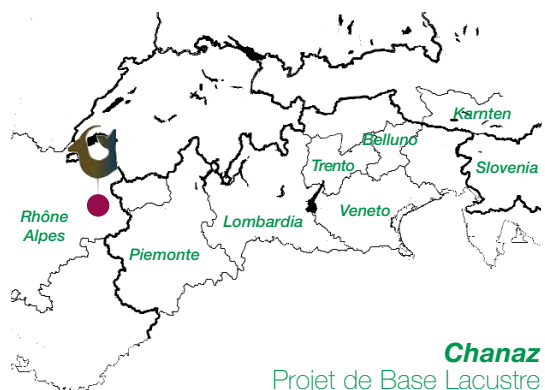 Karnten
Belluno
Trento
Slovenia
Rhône
Alpes
Lombardia
Veneto
Piemonte
Chanaz
Projet de Base Lacustre